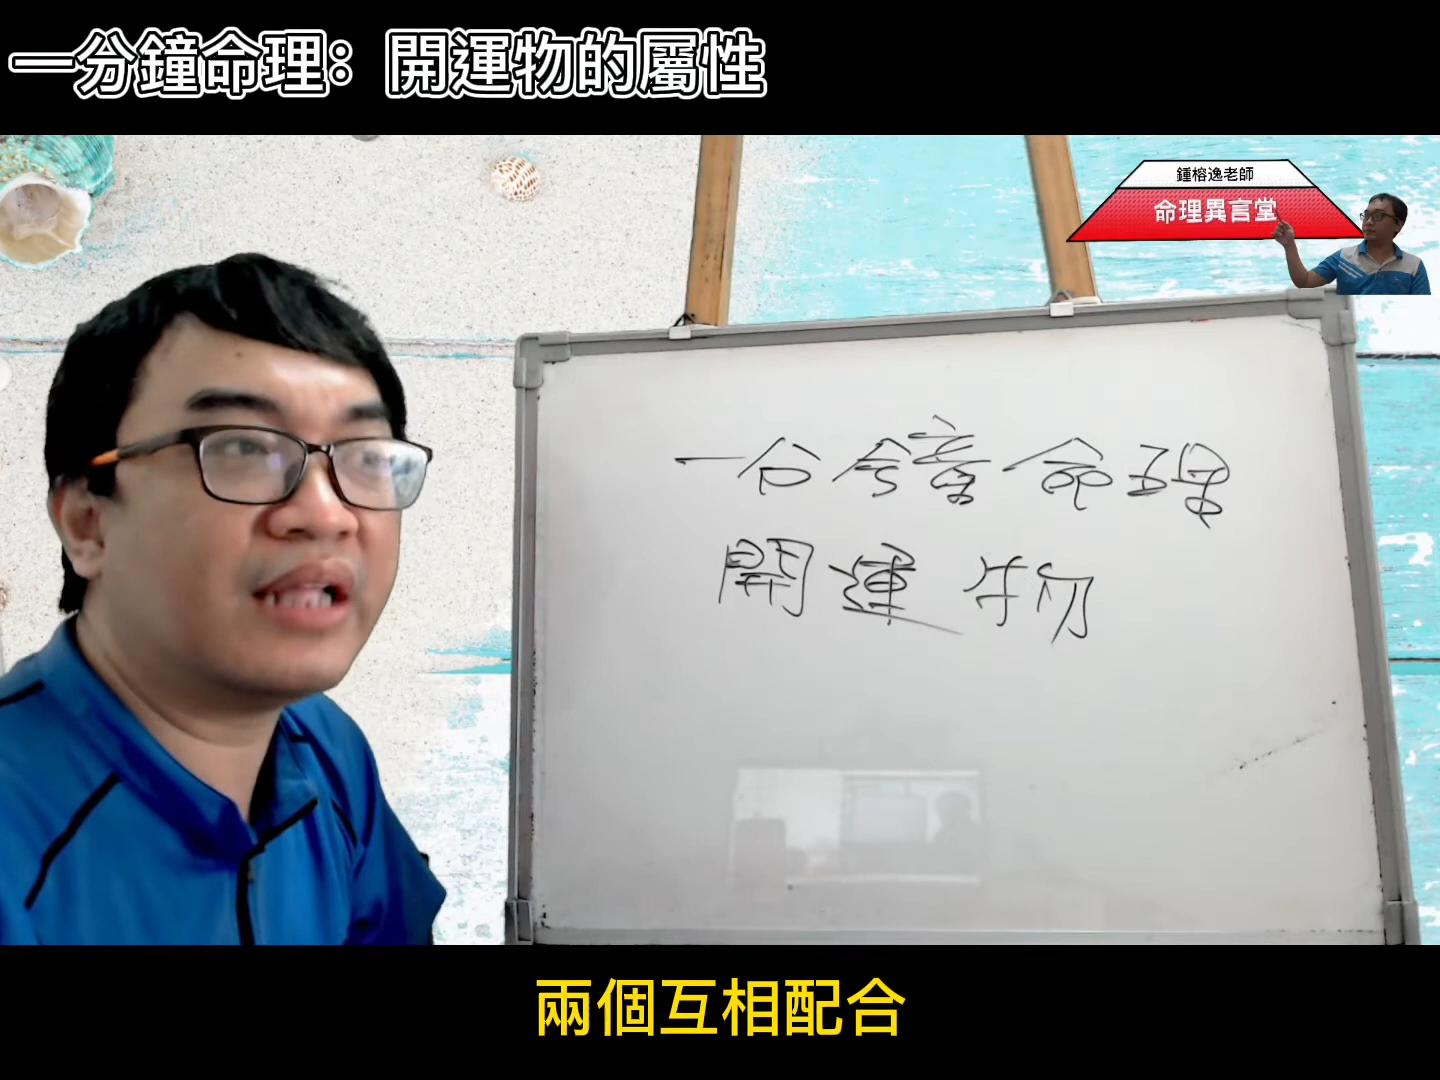 一分鐘命理：開運物的屬性
鍾榕逸老師
命理異言堂
一分鐘命理
開運物
兩個互相配合